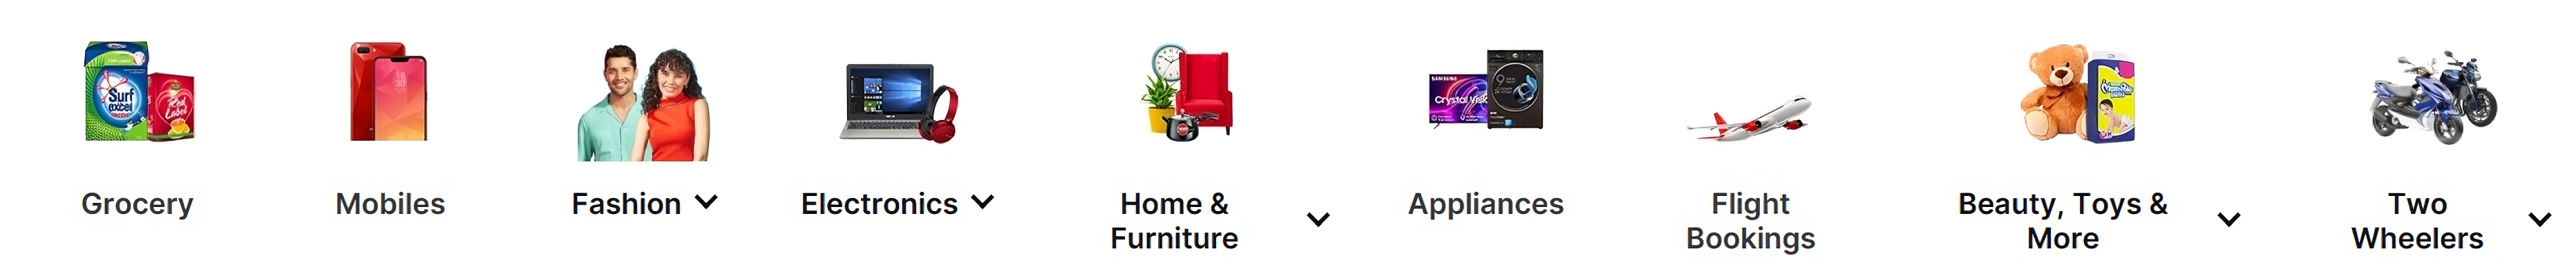 Surf
excel
Red
Label
SAMSUNG
Crystal
Grocery
Mobiles
Fashion
Electronics
Home &
Furniture
Appliances
Flight
Bookings
Beauty, Toys &
More
Two
Wheelers